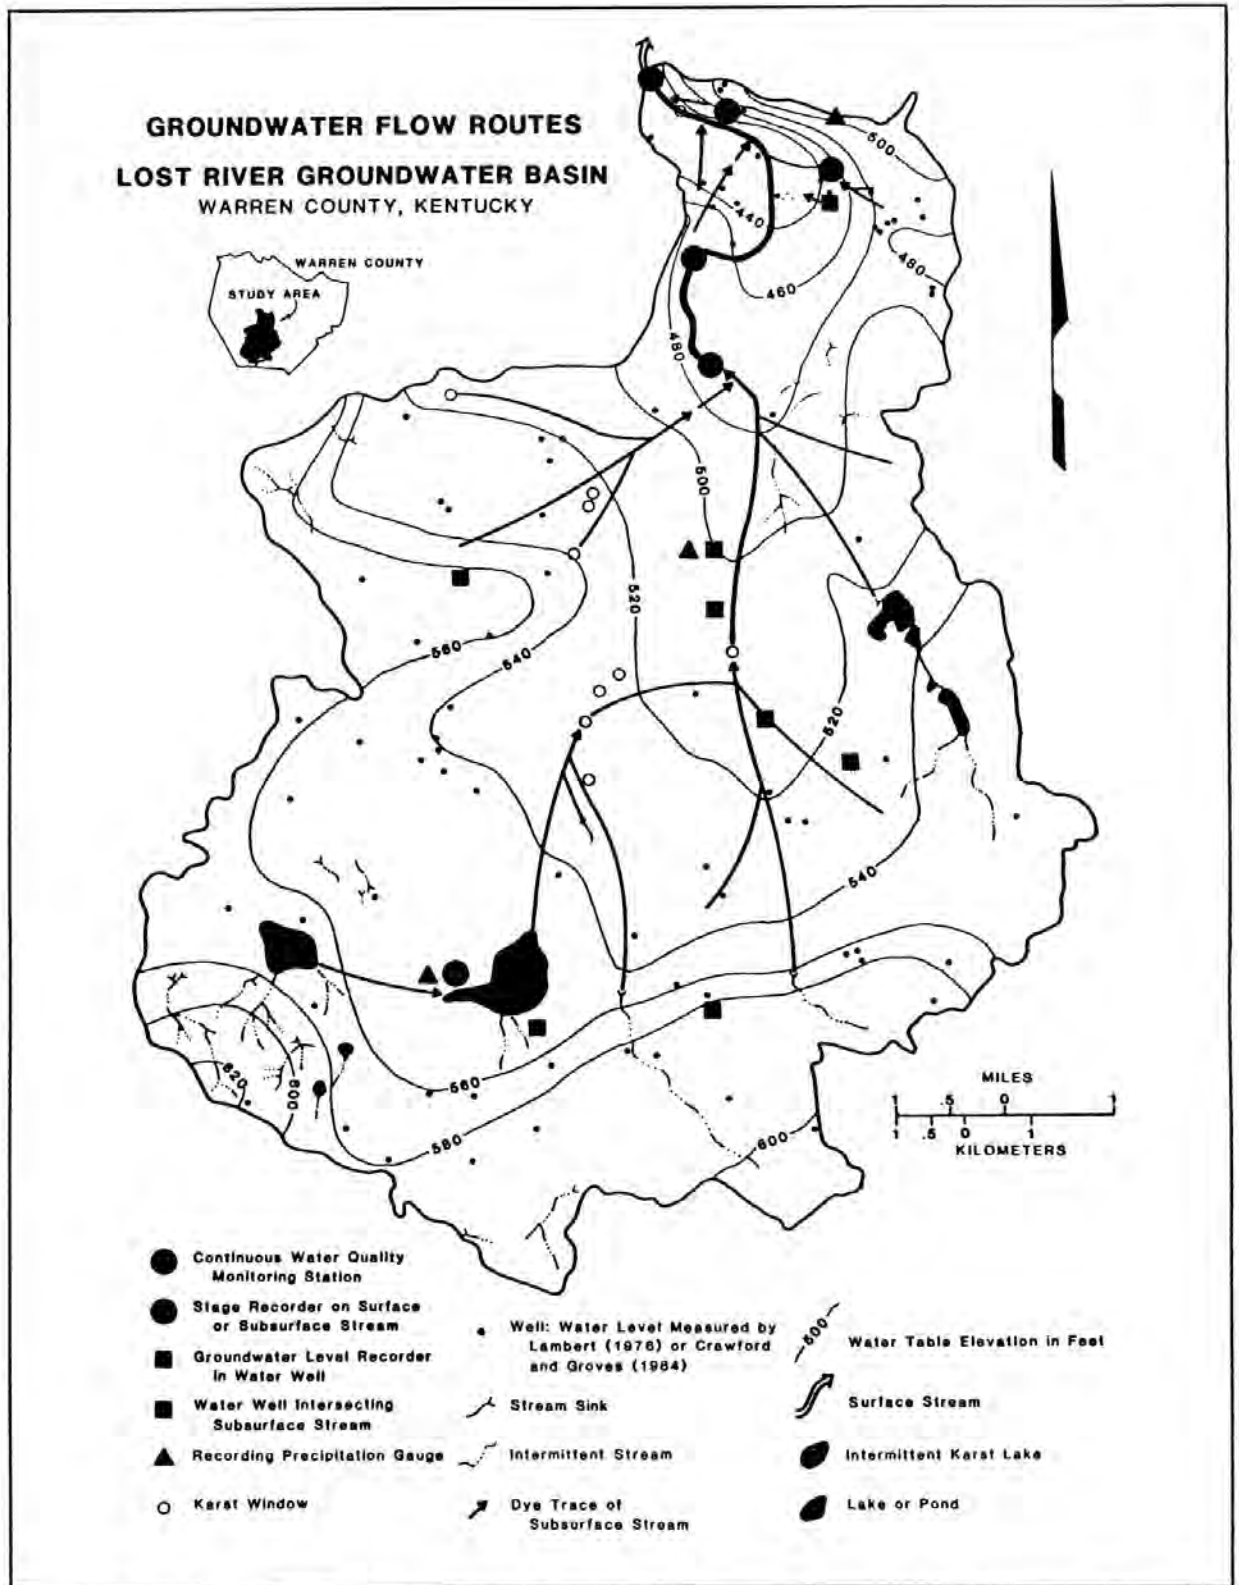 GROUNDWATER FLOW ROUTES
LOST RIVER GROUNDWATER BASIN
WARREN COUNTY, KENTUCKY
WARREN COUNTY
STUDY AREA
500
440
480
460
480
500
520
560
540
520
540
620
600
560
580
600
MILES
1 .5 0 1
1 .5 0 1
KILOMETERS
Continuous Water Quality
Monitoring Station
Stage Recorder on Surface
or Subsurface Stream
Groundwater Level Recorder
in Water Well
Water Well Intersecting
Subsurface Stream
Recording Precipitation Gauge
Karst Window
Well: Water Level Measured by
Lambert (1976) or Crawford
and Groves (1984)
Stream Sink
Intermittent Stream
Dye Trace of
Subsurface Stream
500
Water Table Elevation in Feet
Surface Stream
Intermittent Karst Lake
Lake or Pond